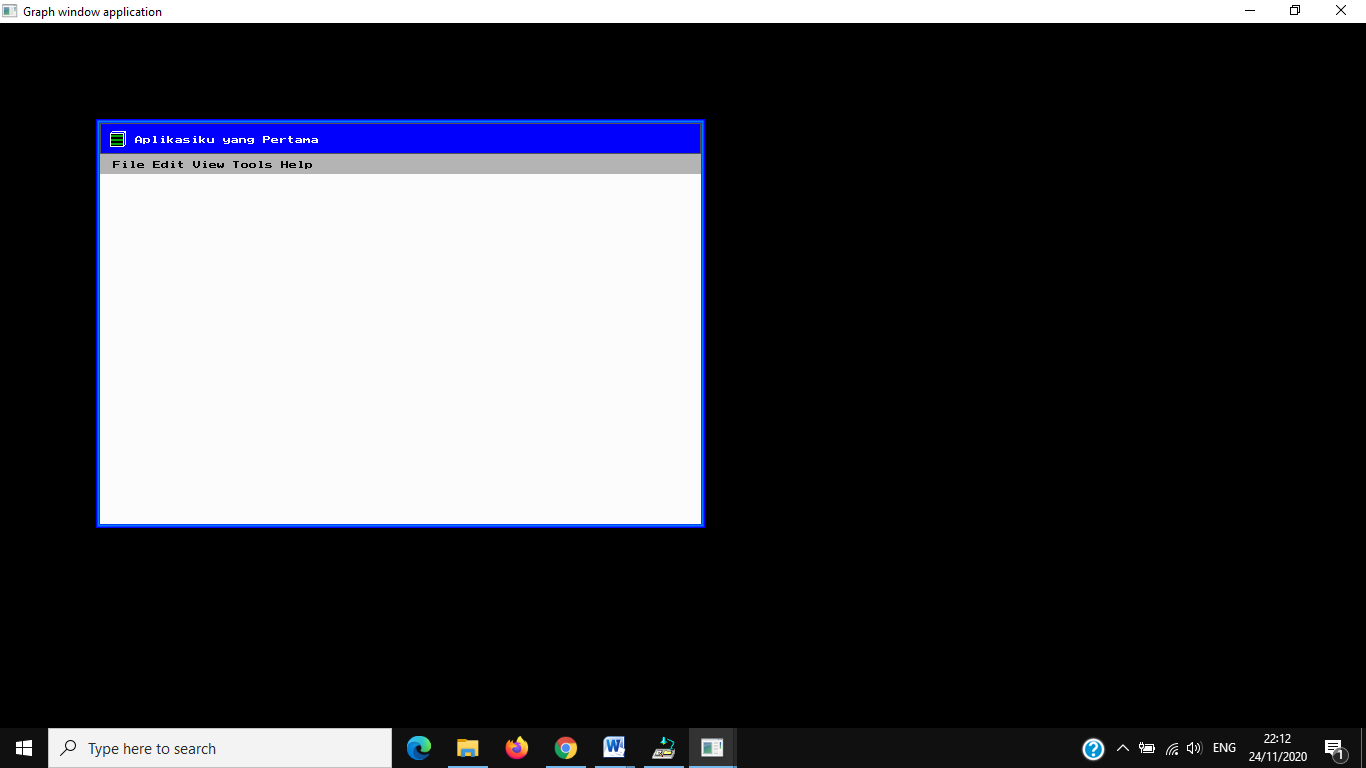 Graph window application
Aplikasiku yang Pertama
File Edit View Tools Help
Type here to search
ENG
22:12
24/11/2020
1